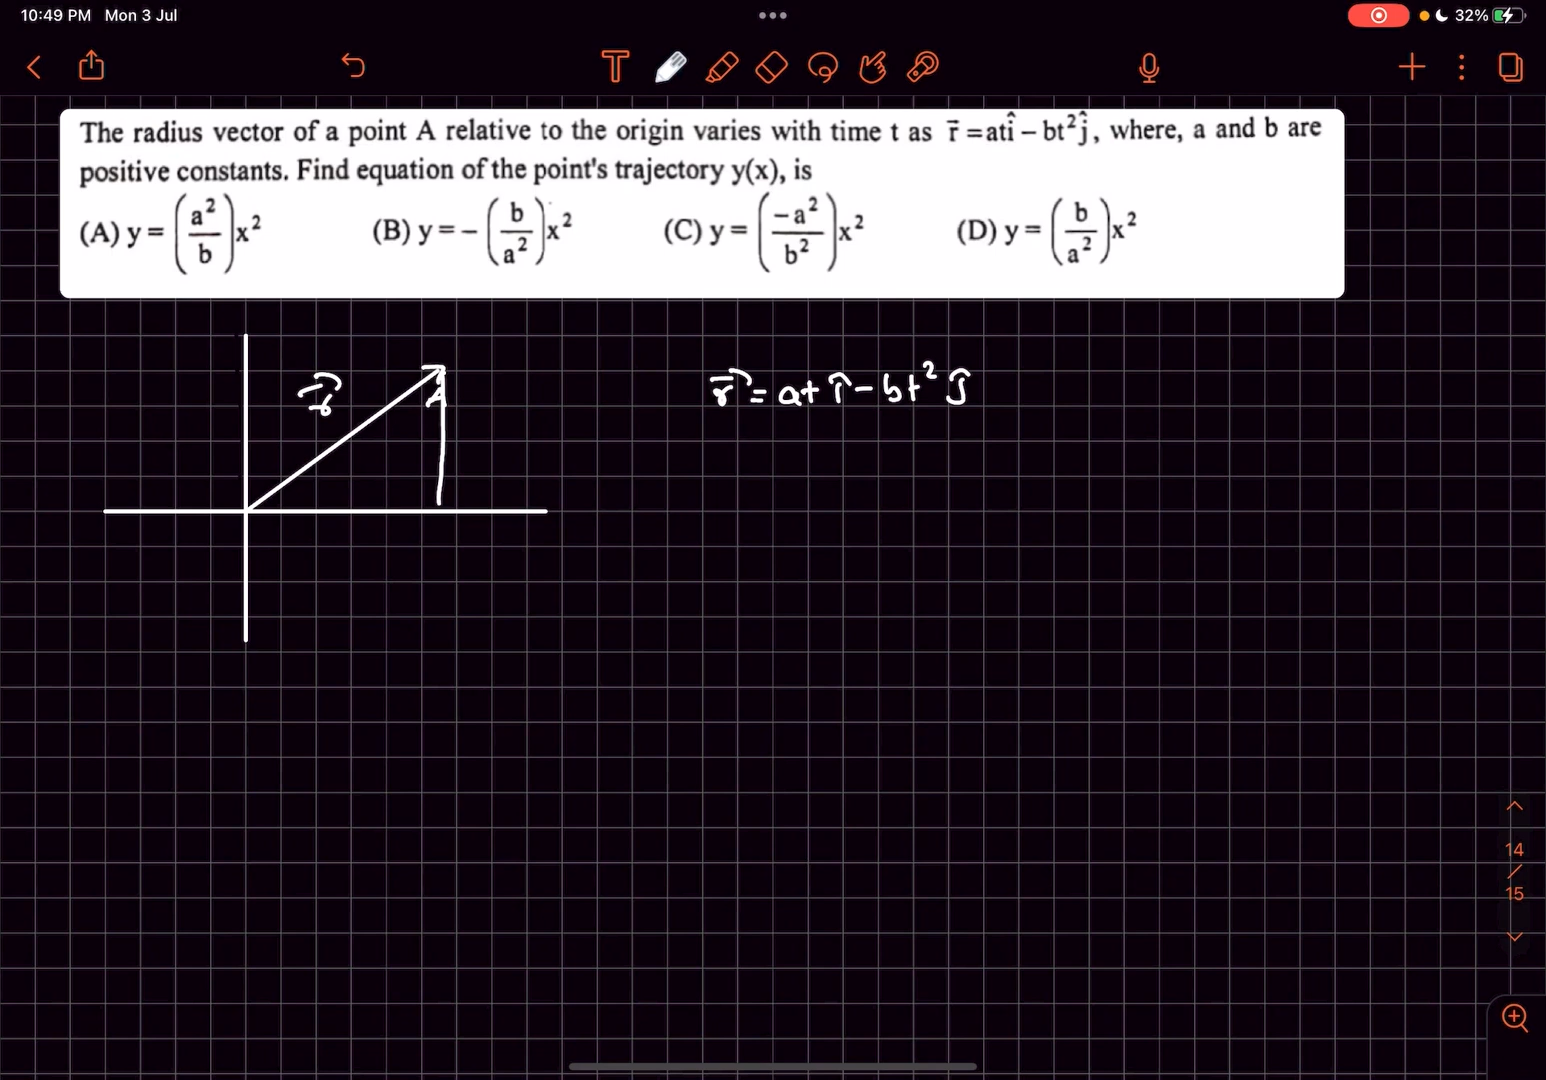 10:49 PM Mon 3 Jul
32%
The radius vector of a point A relative to the origin varies with time t as r⃗ = atî – bt²ĵ, where, a and b are
positive constants. Find equation of the point's trajectory y(x), is
(A) y = (a²/b)x² (B) y = –(b/a²)x² (C) y = (–a²/b²)x² (D) y = (b/a²)x²
r⃗
r⃗ = at î – bt² ĵ
14
/
15